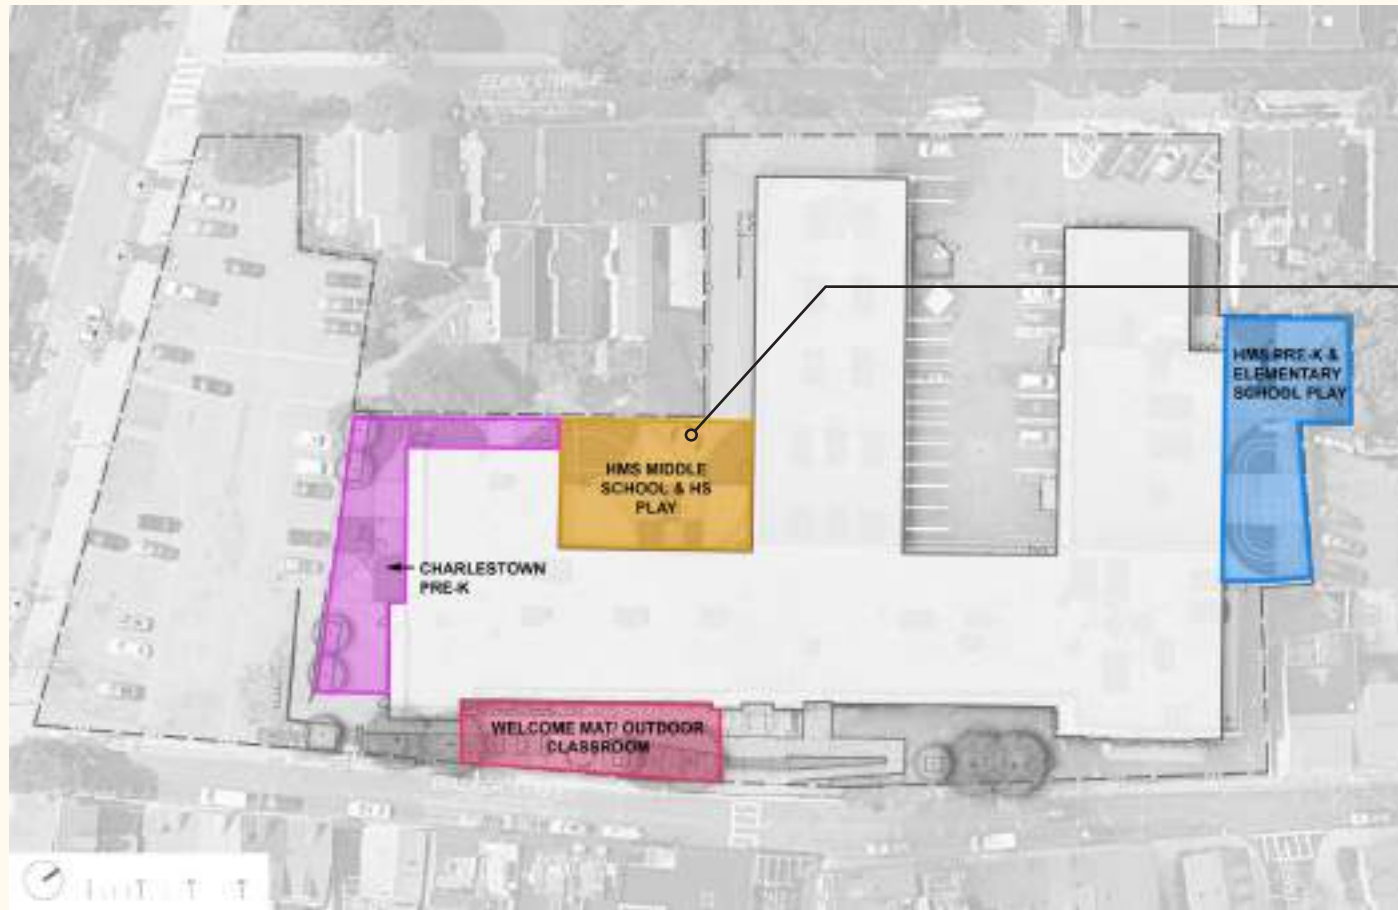 HMS PRE-K &
ELEMENTARY
SCHOOL PLAY
HMS MIDDLE
SCHOOL & HS
PLAY
CHARLESTOWN
PRE-K
WELCOME MAT/ OUTDOOR
CLASSROOM